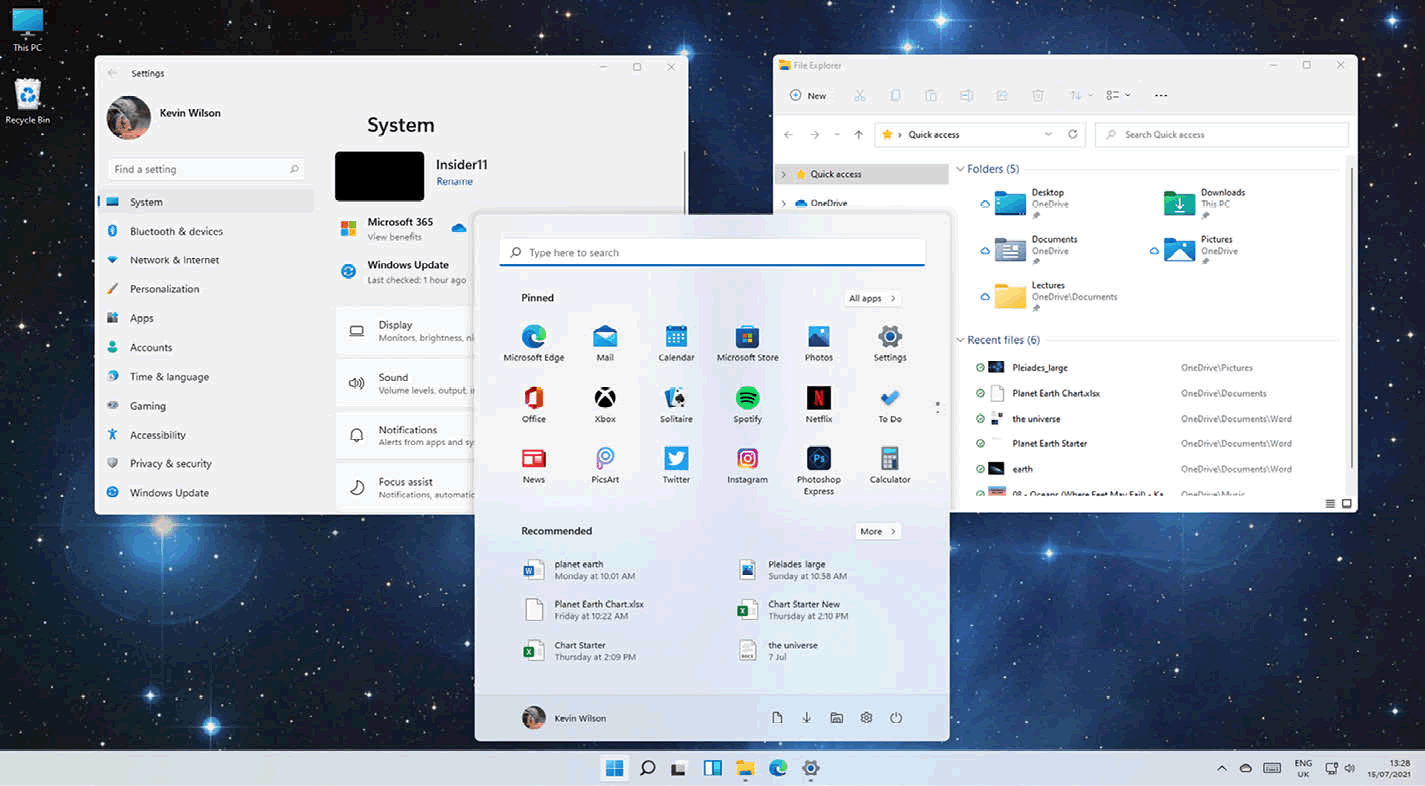 This PC
Recycle Bin
Settings
Kevin Wilson
Find a setting
System
Bluetooth & devices
Network & Internet
Personalization
Apps
Accounts
Time & language
Gaming
Accessibility
Privacy & security
Windows Update
System
Insider11
Rename
Microsoft 365
View benefits
Windows Update
Last checked: 1 hour ago
Display
Monitors, brightness,
Sound
Volume levels, output,
Notifications
Alerts from apps and
Focus assist
Notifications,
File Explorer
New
Quick access
Search Quick access
Quick access
OneDrive
Folders (5)
Desktop
OneDrive
Downloads
This PC
Documents
OneDrive
Pictures
OneDrive
Lectures
OneDrive\Documents
Recent files (6)
Pleiades_large OneDrive\Pictures
Planet Earth Chart.xlsx OneDrive\Documents
the universe OneDrive\Documents\Word
Planet Earth Starter OneDrive\Documents\Word
earth OneDrive\Documents\Word
08 - Oceans (Where Feet May Fail) - Ka OneDrive\Music
Type here to search
Pinned
All apps >
Microsoft Edge
Mail
Calendar
Microsoft Store
Photos
Settings
Office
Xbox
Solitaire
Spotify
Netflix
To Do
News
PicsArt
Twitter
Instagram
Photoshop
Express
Calculator
Recommended
More >
planet earth
Monday at 10:01 AM
Pleiades large
Sunday at 10:58 AM
Planet Earth Chart.xlsx
Friday at 10:22 AM
Chart Starter New
Thursday at 2:10 PM
Chart Starter
Thursday at 2:09 PM
the universe
7 Jul
Kevin Wilson
ENG
UK
13:28
15/07/2021